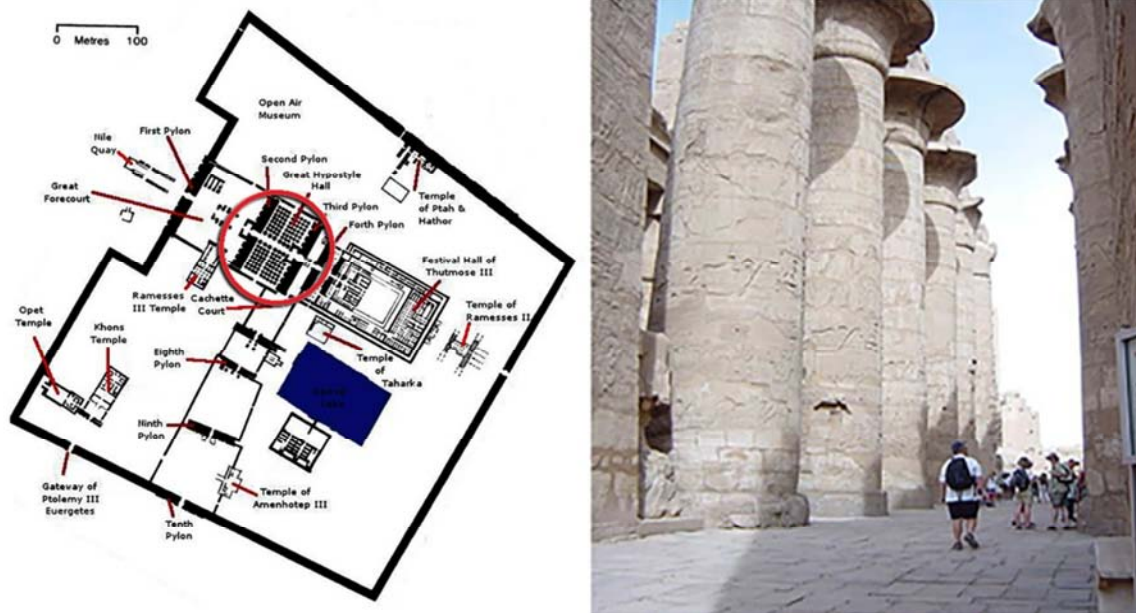 0 Metres 100
Open Air
Museum
First Pylon
Nile
Quay
Second Pylon
Great Hypostyle
Hall
Great
Forecourt
Third Pylon
Forth Pylon
Temple
of Ptah &
Hathor
Festival Hall of
Thutmose III
Ramesses
III Temple
Cachette
Court
Temple of
Ramesses II
Opet
Temple
Khons
Temple
Eighth
Pylon
Temple
of
Taharka
Ninth
Pylon
Gateway of
Ptolemy III
Euergetes
Temple of
Amenhotep III
Tenth
Pylon